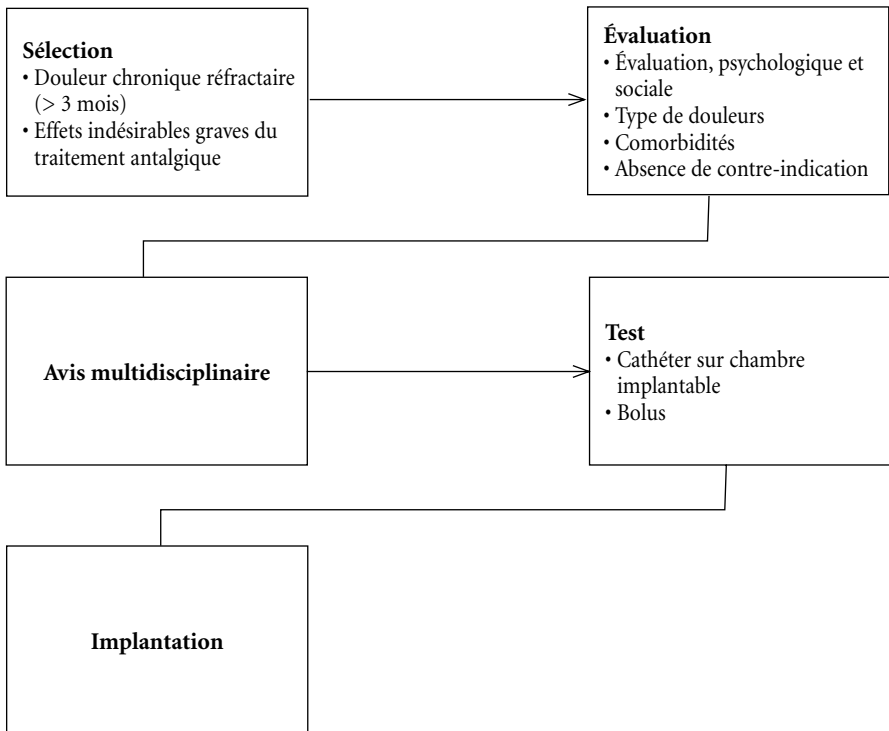 Sélection
• Douleur chronique réfractaire
(> 3 mois)
• Effets indésirables graves du
traitement antalgique
Évaluation
• Évaluation, psychologique et
sociale
• Type de douleurs
• Comorbidités
• Absence de contre-indication
Avis multidisciplinaire
Test
• Cathéter sur chambre
implantable
• Bolus
Implantation